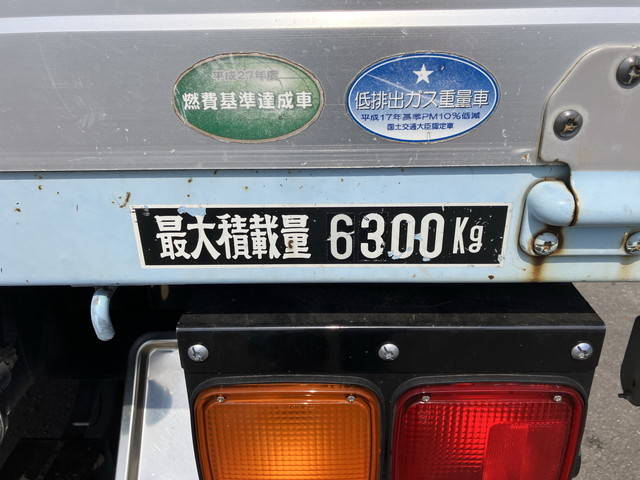 平成27年度
燃費基準達成車
低排出ガス重量車
平成17年基準PM10%低減
国土交通大臣認定車
最大積載量 6300Kg